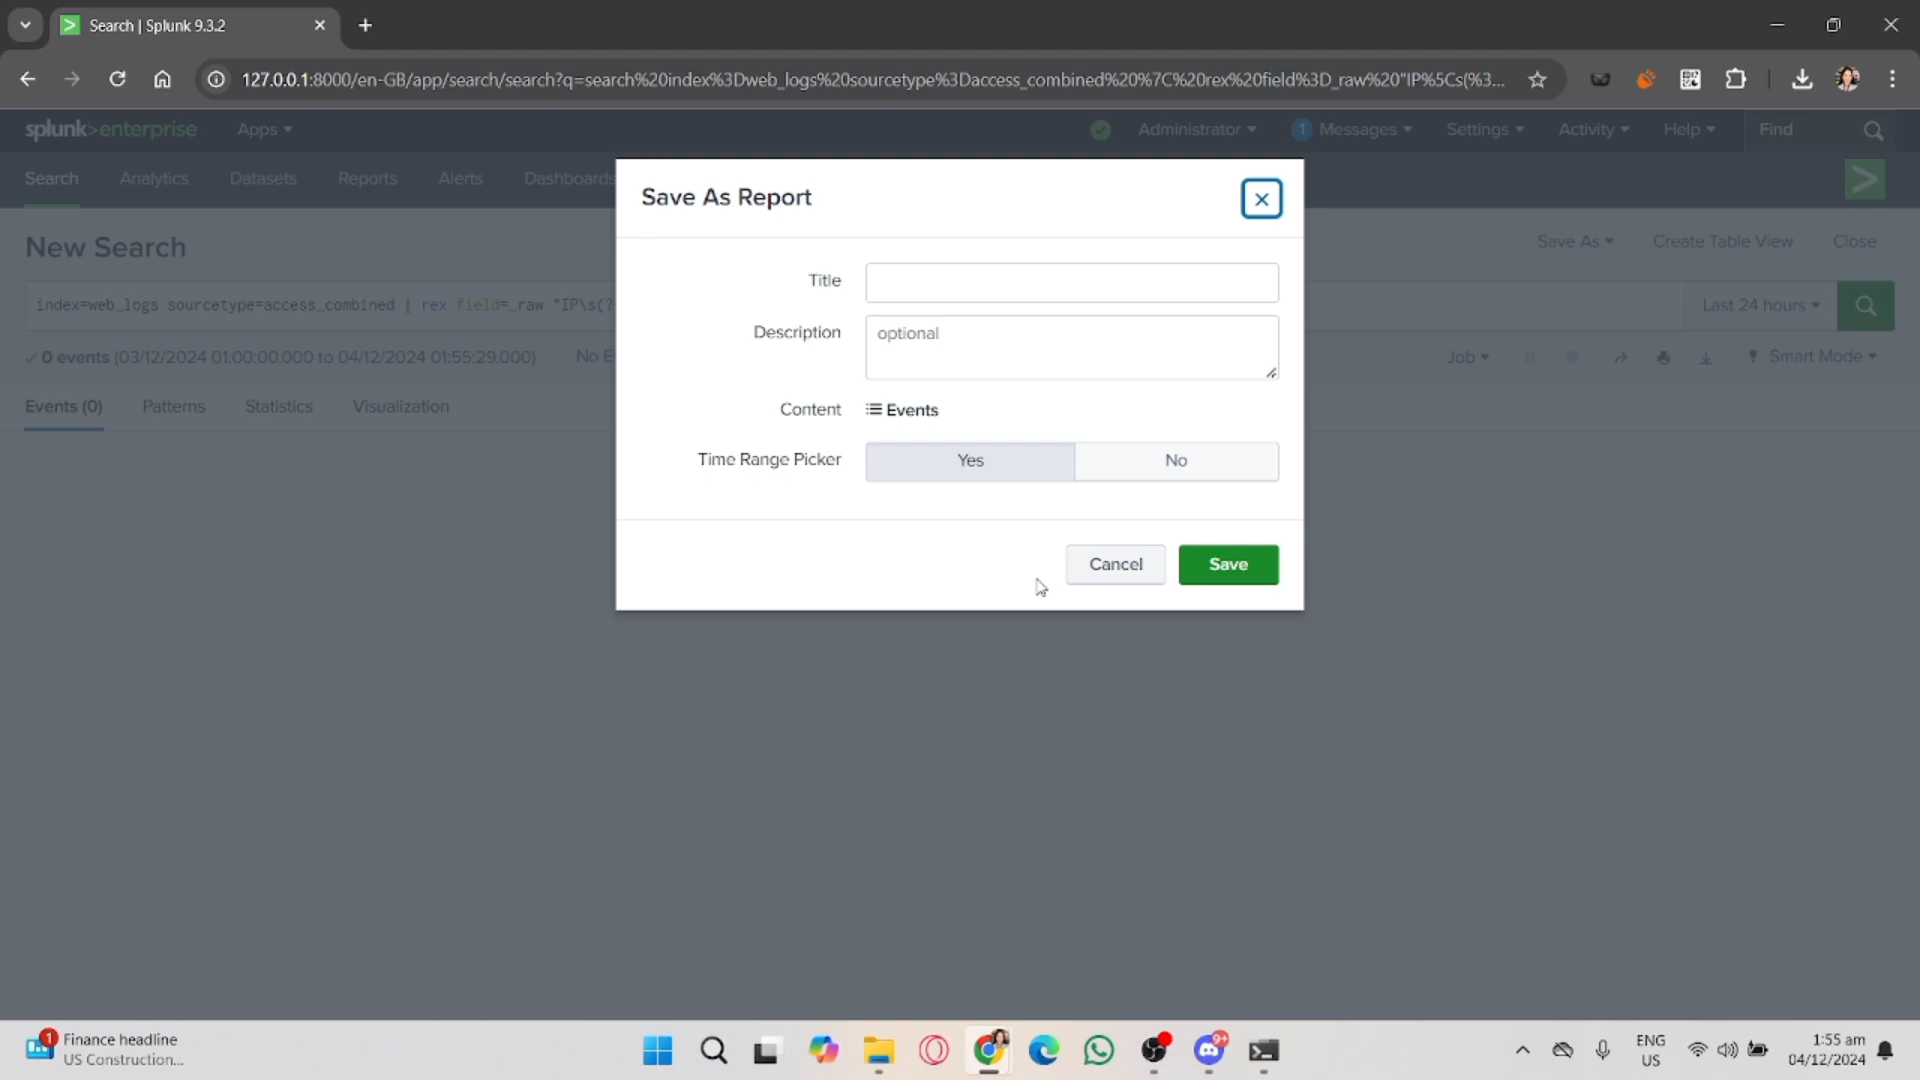 Search | Splunk 9.3.2
127.0.0.1:8000/en-GB/app/search/search?q=search%20index%3Dweb_logs%20sourcetype%3Daccess_combined%20%7C%20rex%20field%3D_raw%20"IP%5Cs(%3...
splunk>enterprise
Apps
Administrator
1
Messages
Settings
Activity
Help
Find
Search
Analytics
Datasets
Reports
Alerts
Dashboards
New Search
Save As
Create Table View
Close
index=web_logs sourcetype=access_combined | rex field=_raw "IP\s(?
Last 24 hours
✓ 0 events (03/12/2024 01:00:00.000 to 04/12/2024 01:55:29.000)
No E
Job
Smart Mode
Events (0)
Patterns
Statistics
Visualization
Save As Report
Title
Description
optional
Content
Events
Time Range Picker
Yes
No
Cancel
Save
1
Finance headline
US Construction...
9+
ENG
US
1:55 am
04/12/2024